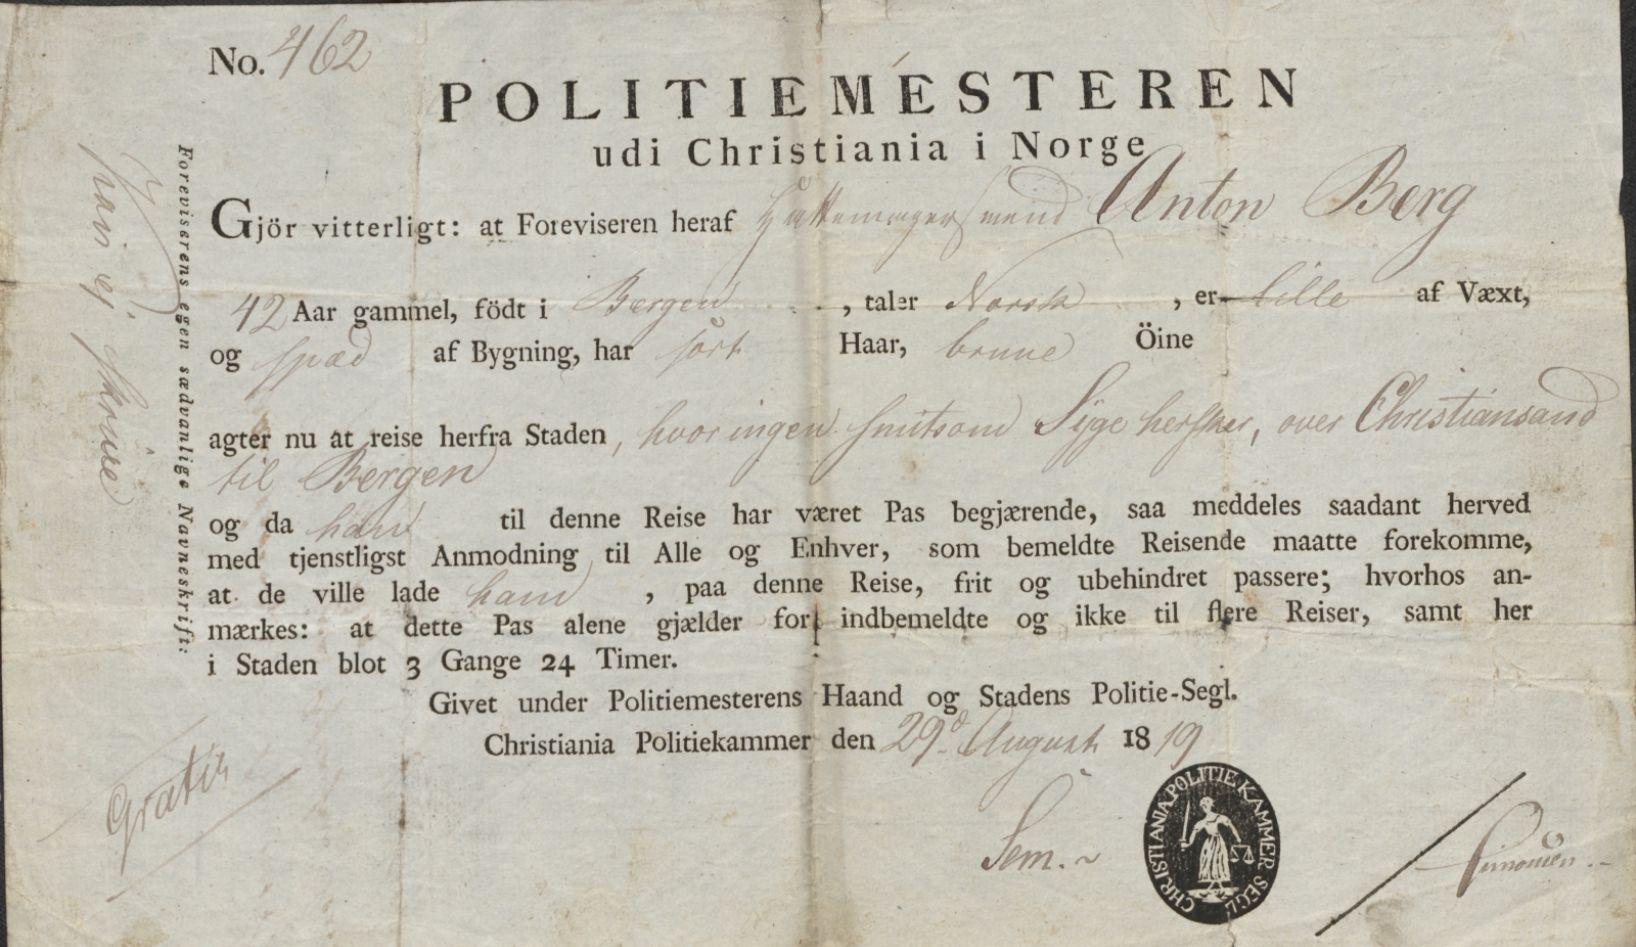 No. 462
POLITIEMESTEREN
udi Christiania i Norge
Gjör vitterligt: at Foreviseren heraf Hattemagersvend Anton Berg
42 Aar gammel, födt i Bergen, taler Norsk, er lille af Væxt,
og spæd af Bygning, har sort Haar, brune Öine
agter nu at reise herfra Staden, hvor ingen smitsom Syge hersker, over Christiansand
til Bergen
og da han til denne Reise har været Pas begjærende, saa meddeles saadant herved
med tjenstligst Anmodning til Alle og Enhver, som bemeldte Reisende maatte forekomme,
at de ville lade ham, paa denne Reise, frit og ubehindret passere; hvorhos an-
mærkes: at dette Pas alene gjælder for indbemeldte og ikke til flere Reiser, samt her
i Staden blot 3 Gange 24 Timer.
Givet under Politiemesterens Haand og Stadens Politie-Segl.
Christiania Politiekammer den 29d August 1819
Foreviserens egen sædvanlige Navneskrift:
kan ej skrive
Gratis
Sem.
CHRISTIANIA POLITIE KAMMER SEGL
Simonsen.